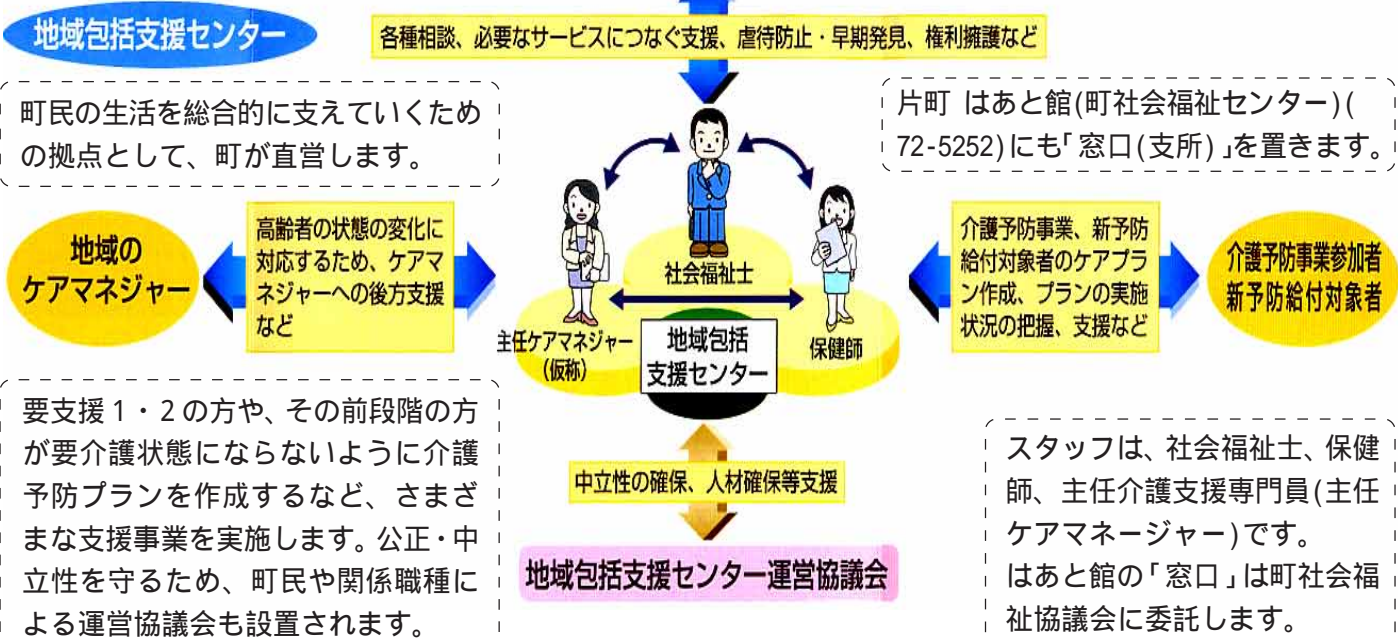 地域包括支援センター
各種相談、必要なサービスにつなぐ支援、虐待防止・早期発見、権利擁護など
町民の生活を総合的に支えていくため
の拠点として、町が直営します。
片町 はあと館(町社会福祉センター)(
72-5252)にも「窓口(支所)」を置きます。
地域の
ケアマネジャー
高齢者の状態の変化に
対応するため、ケアマ
ネジャーへの後方支援
など
社会福祉士
主任ケアマネジャー
(仮称)
地域包括
支援センター
保健師
介護予防事業、新予防
給付対象者のケアプラ
ン作成、プランの実施
状況の把握、支援など
介護予防事業参加者
新予防給付対象者
要支援1・2の方や、その前段階の方
が要介護状態にならないように介護
予防プランを作成するなど、さまざ
まな支援事業を実施します。公正・中
立性を守るため、町民や関係職種に
よる運営協議会も設置されます。
中立性の確保、人材確保等支援
地域包括支援センター運営協議会
スタッフは、社会福祉士、保健
師、主任介護支援専門員(主任
ケアマネージャー)です。
はあと館の「窓口」は町社会福
祉協議会に委託します。